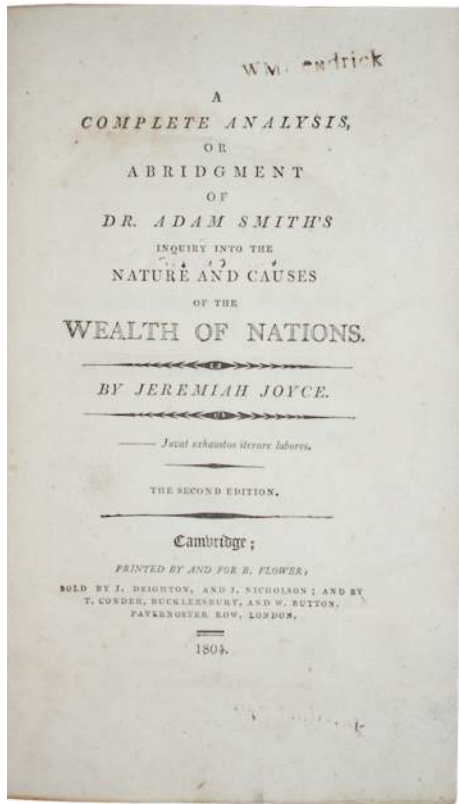 A
COMPLETE ANALYSIS,
OR
ABRIDGMENT
OF
DR. ADAM SMITH'S
INQUIRY INTO THE
NATURE AND CAUSES
OF THE
WEALTH OF NATIONS.
BY JEREMIAH JOYCE.
Juvat exhaustos iterare labores.
THE SECOND EDITION.
Cambridge;
PRINTED BY AND FOR B. FLOWER;
SOLD BY J. DEIGHTON, AND J. NICHOLSON; AND BY
T. CONDER, BUCKLERSBURY, AND W. BUTTON,
PATERNOSTER ROW, LONDON.
1804.